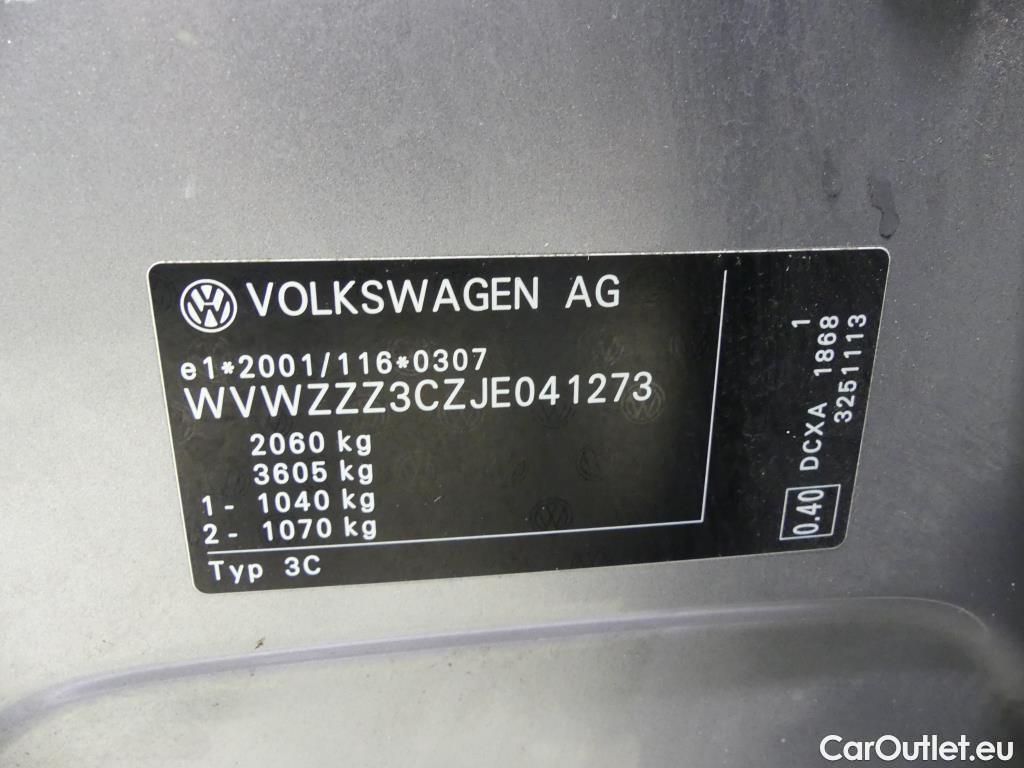 VOLKSWAGEN AG
e1*2001/116*0307
WVWZZZ3CZJE041273
2060 kg
3605 kg
1- 1040 kg
2- 1070 kg
Typ 3C
0.40 DCXA 1868 1
3251113
CarOutlet.eu